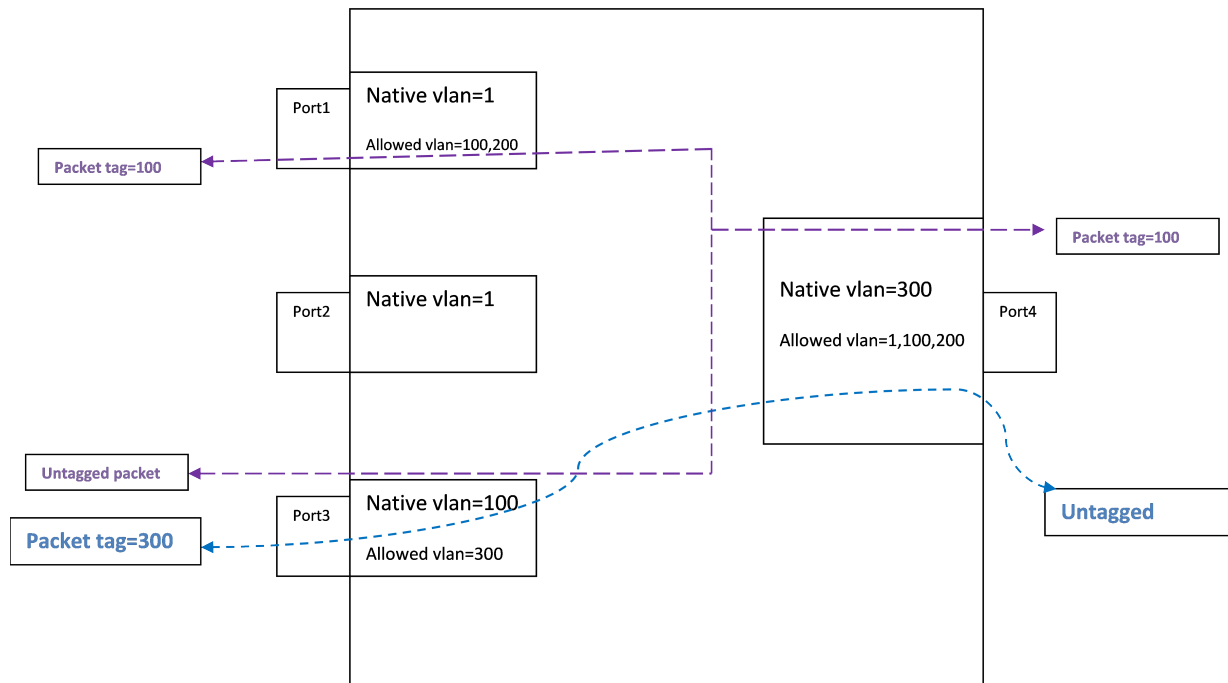 Port1
Native vlan=1
Allowed vlan=100,200
Packet tag=100
Packet tag=100
Port2
Native vlan=1
Native vlan=300
Allowed vlan=1,100,200
Port4
Untagged packet
Port3
Native vlan=100
Allowed vlan=300
Packet tag=300
Untagged